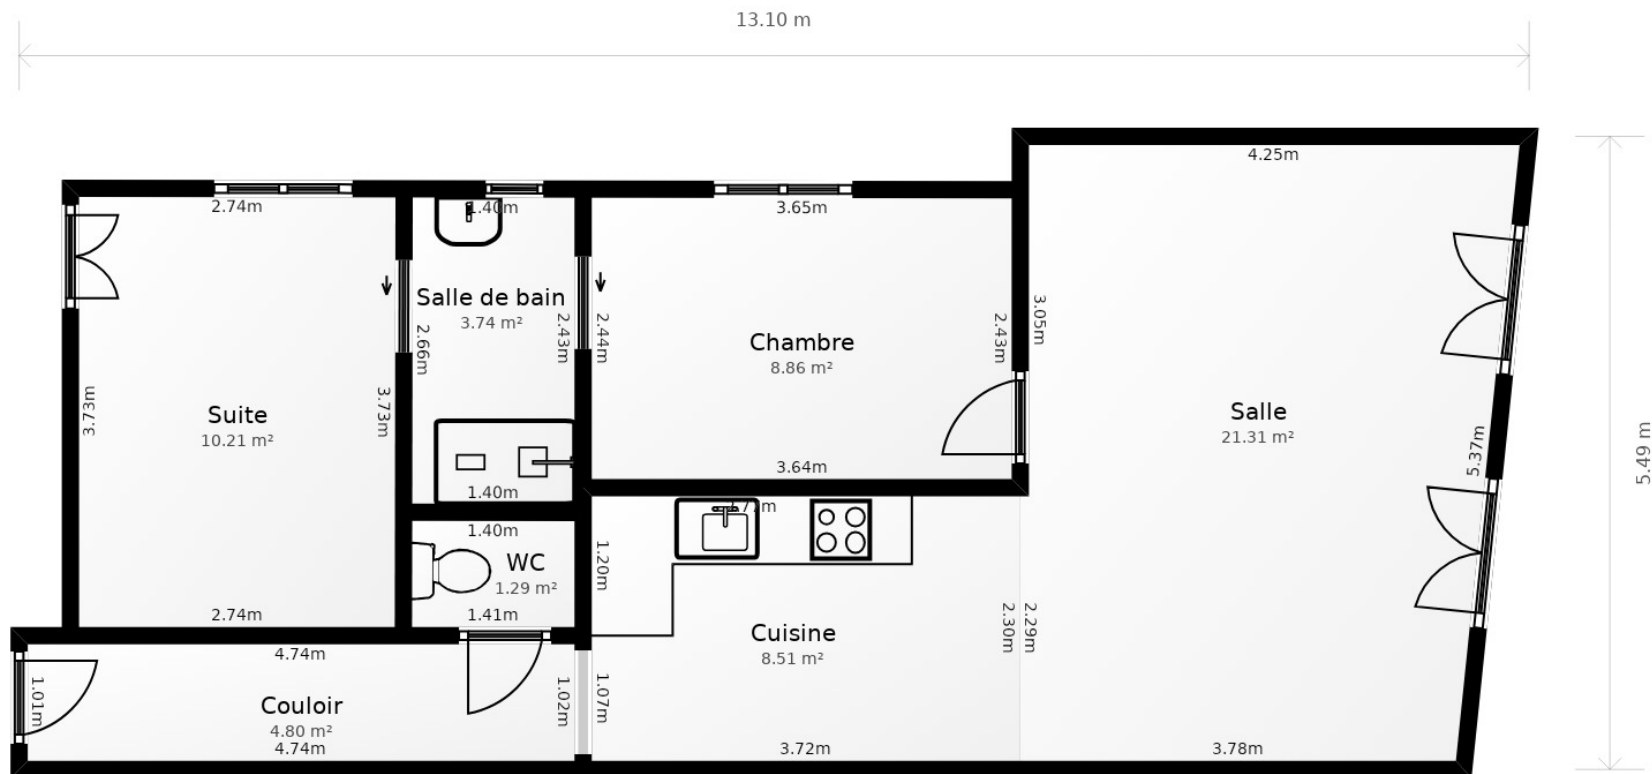 13.10 m
4.25m
2.74m
1.40m
3.65m
Salle de bain
3.74 m²
3.05m
2.66m
2.43m
2.44m
2.43m
Chambre
8.86 m²
5.49 m
3.73m
3.73m
Suite
10.21 m²
Salle
21.31 m²
5.37m
3.64m
1.40m
1.40m
1.20m
WC
1.29 m²
2.74m
1.41m
2.30m
2.29m
Cuisine
8.51 m²
4.74m
1.01m
Couloir
4.80 m²
1.02m
1.07m
4.74m
3.72m
3.78m